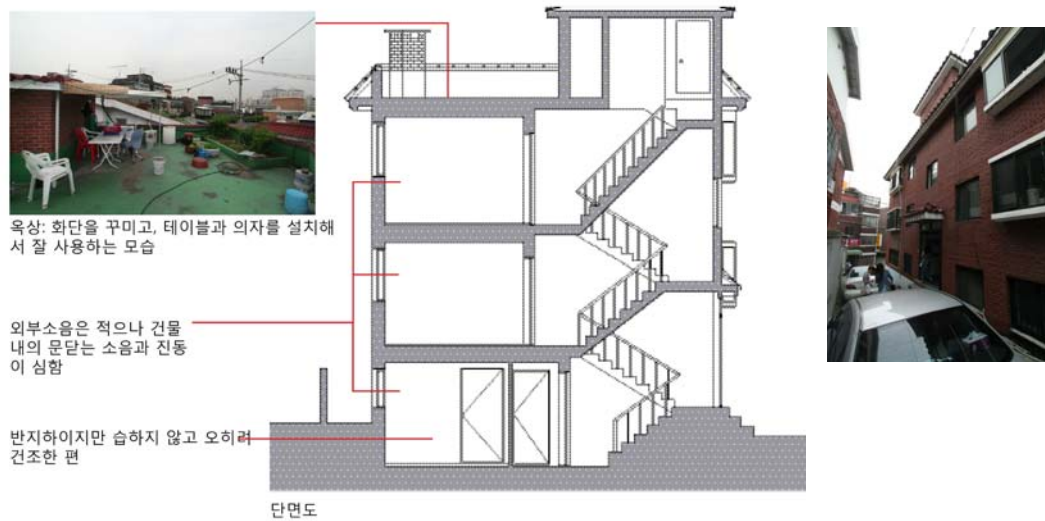 옥상: 화단을 꾸미고, 테이블과 의자를 설치해
서 잘 사용하는 모습
외부소음은 적으나 건물
내의 문닫는 소음과 진동
이 심함
반지하이지만 습하지 않고 오히려
건조한 편
단면도